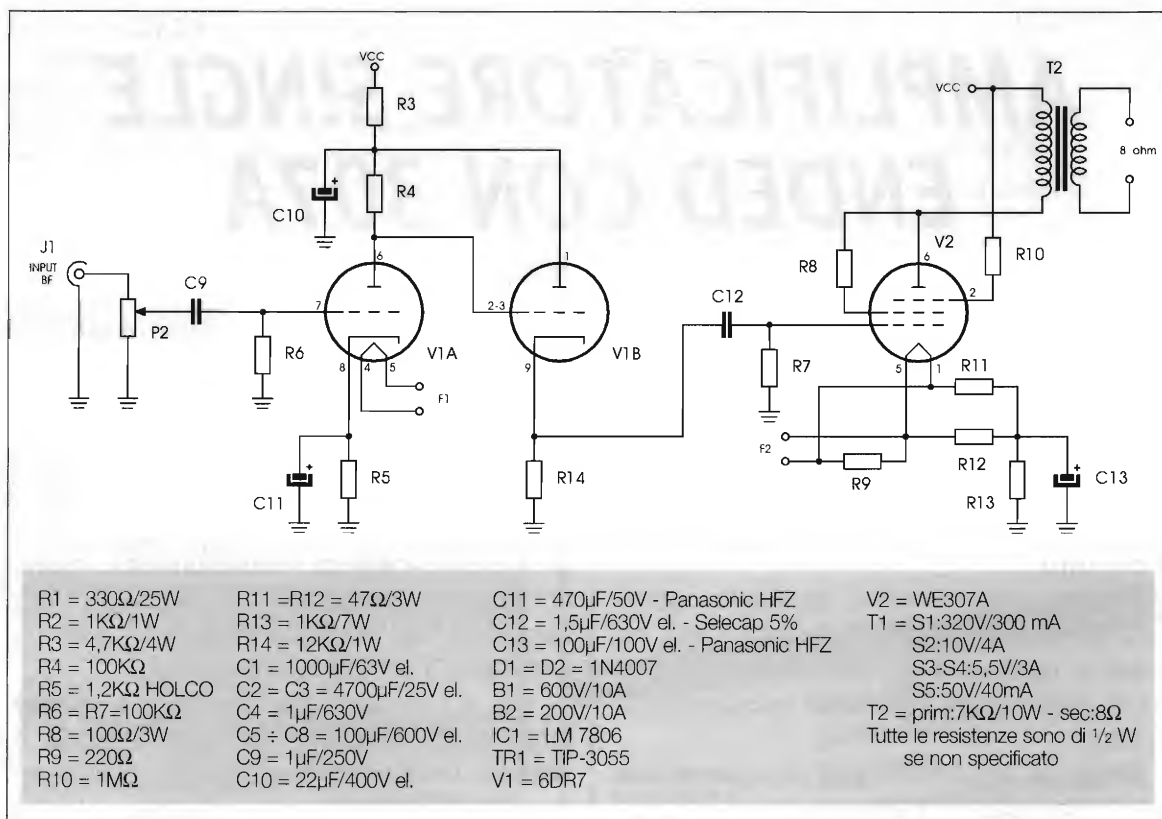 VCC
R3
R4
C10
J1
INPUT
BF
P2
C9
R6
7
6
8
4
5
V1A
F1
C11
R5
2-3
1
9
V1B
R14
C12
R7
R8
V2
6
2
5
1
VCC
T2
8 ohm
R10
R11
R12
F2
R9
R13
C13
R1 = 330Ω/25W
R2 = 1KΩ/1W
R3 = 4,7KΩ/4W
R4 = 100KΩ
R5 = 1,2KΩ HOLCO
R6 = R7=100KΩ
R8 = 100Ω/3W
R9 = 220Ω
R10 = 1MΩ
R11 =R12 = 47Ω/3W
R13 = 1KΩ/7W
R14 = 12KΩ/1W
C1 = 1000µF/63V el.
C2 = C3 = 4700µF/25V el.
C4 = 1µF/630V
C5 ÷ C8 = 100µF/600V el.
C9 = 1µF/250V
C10 = 22µF/400V el.
C11 = 470µF/50V - Panasonic HFZ
C12 = 1,5µF/630V el. - Selecap 5%
C13 = 100µF/100V el. - Panasonic HFZ
D1 = D2 = 1N4007
B1 = 600V/10A
B2 = 200V/10A
IC1 = LM 7806
TR1 = TIP-3055
V1 = 6DR7
V2 = WE307A
T1 = S1:320V/300 mA
S2:10V/4A
S3-S4:5,5V/3A
S5:50V/40mA
T2 = prim:7KΩ/10W - sec:8Ω
Tutte le resistenze sono di 1/2 W
se non specificato